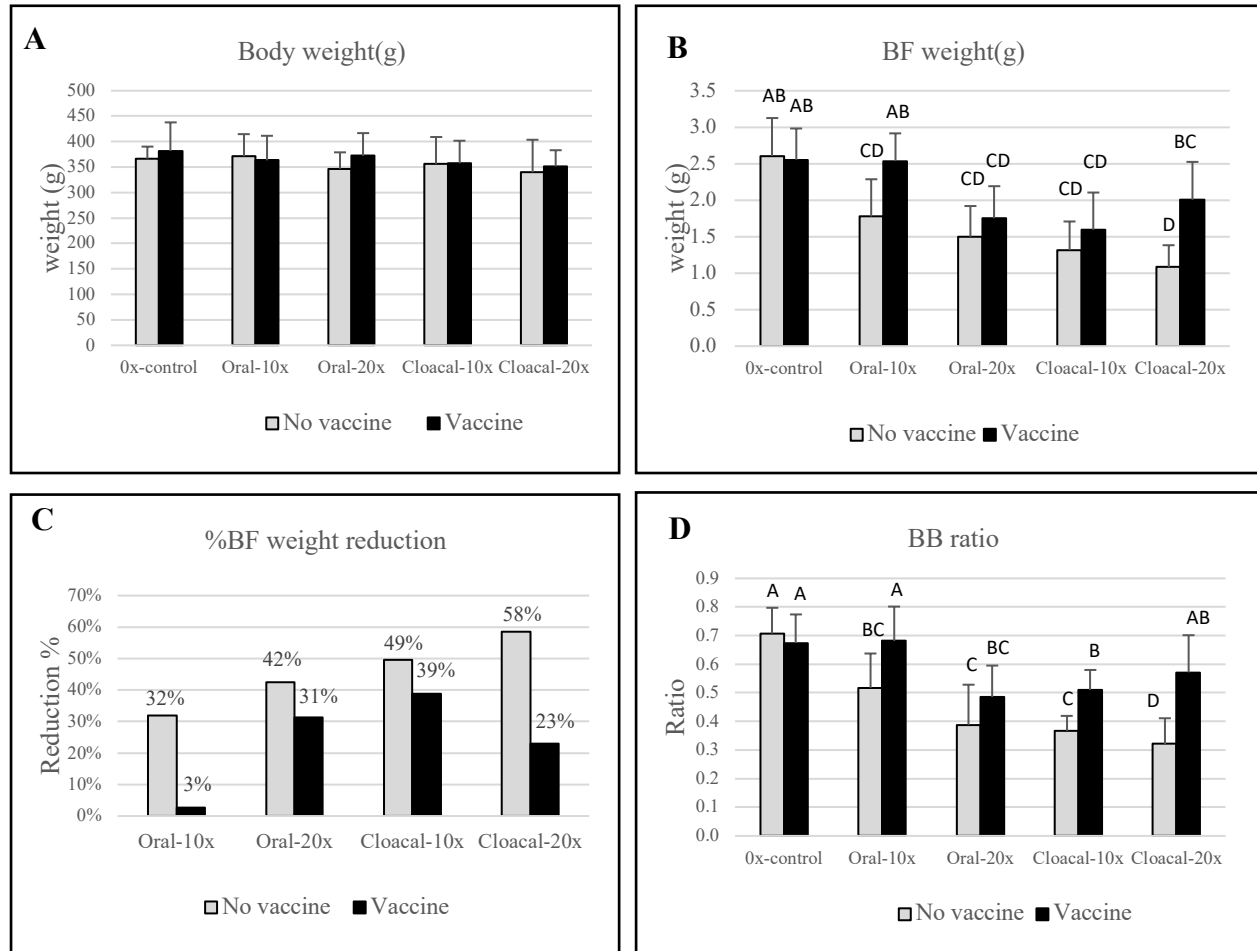 A
Body weight(g)
weight (g)
500
450
400
350
300
250
200
150
100
50
0
0x-control Oral-10x Oral-20x Cloacal-10x Cloacal-20x
No vaccine Vaccine
B
BF weight(g)
weight (g)
3.5
3.0
2.5
2.0
1.5
1.0
0.5
0.0
AB AB CD AB CD CD CD CD D BC
0x-control Oral-10x Oral-20x Cloacal-10x Cloacal-20x
No vaccine Vaccine
C
%BF weight reduction
Reduction %
70%
60%
50%
40%
30%
20%
10%
0%
32% 3% 42% 31% 49% 39% 58% 23%
Oral-10x Oral-20x Cloacal-10x Cloacal-20x
No vaccine Vaccine
D
BB ratio
Ratio
0.9
0.8
0.7
0.6
0.5
0.4
0.3
0.2
0.1
0.0
A A BC A C BC C B D AB
0x-control Oral-10x Oral-20x Cloacal-10x Cloacal-20x
No vaccine Vaccine